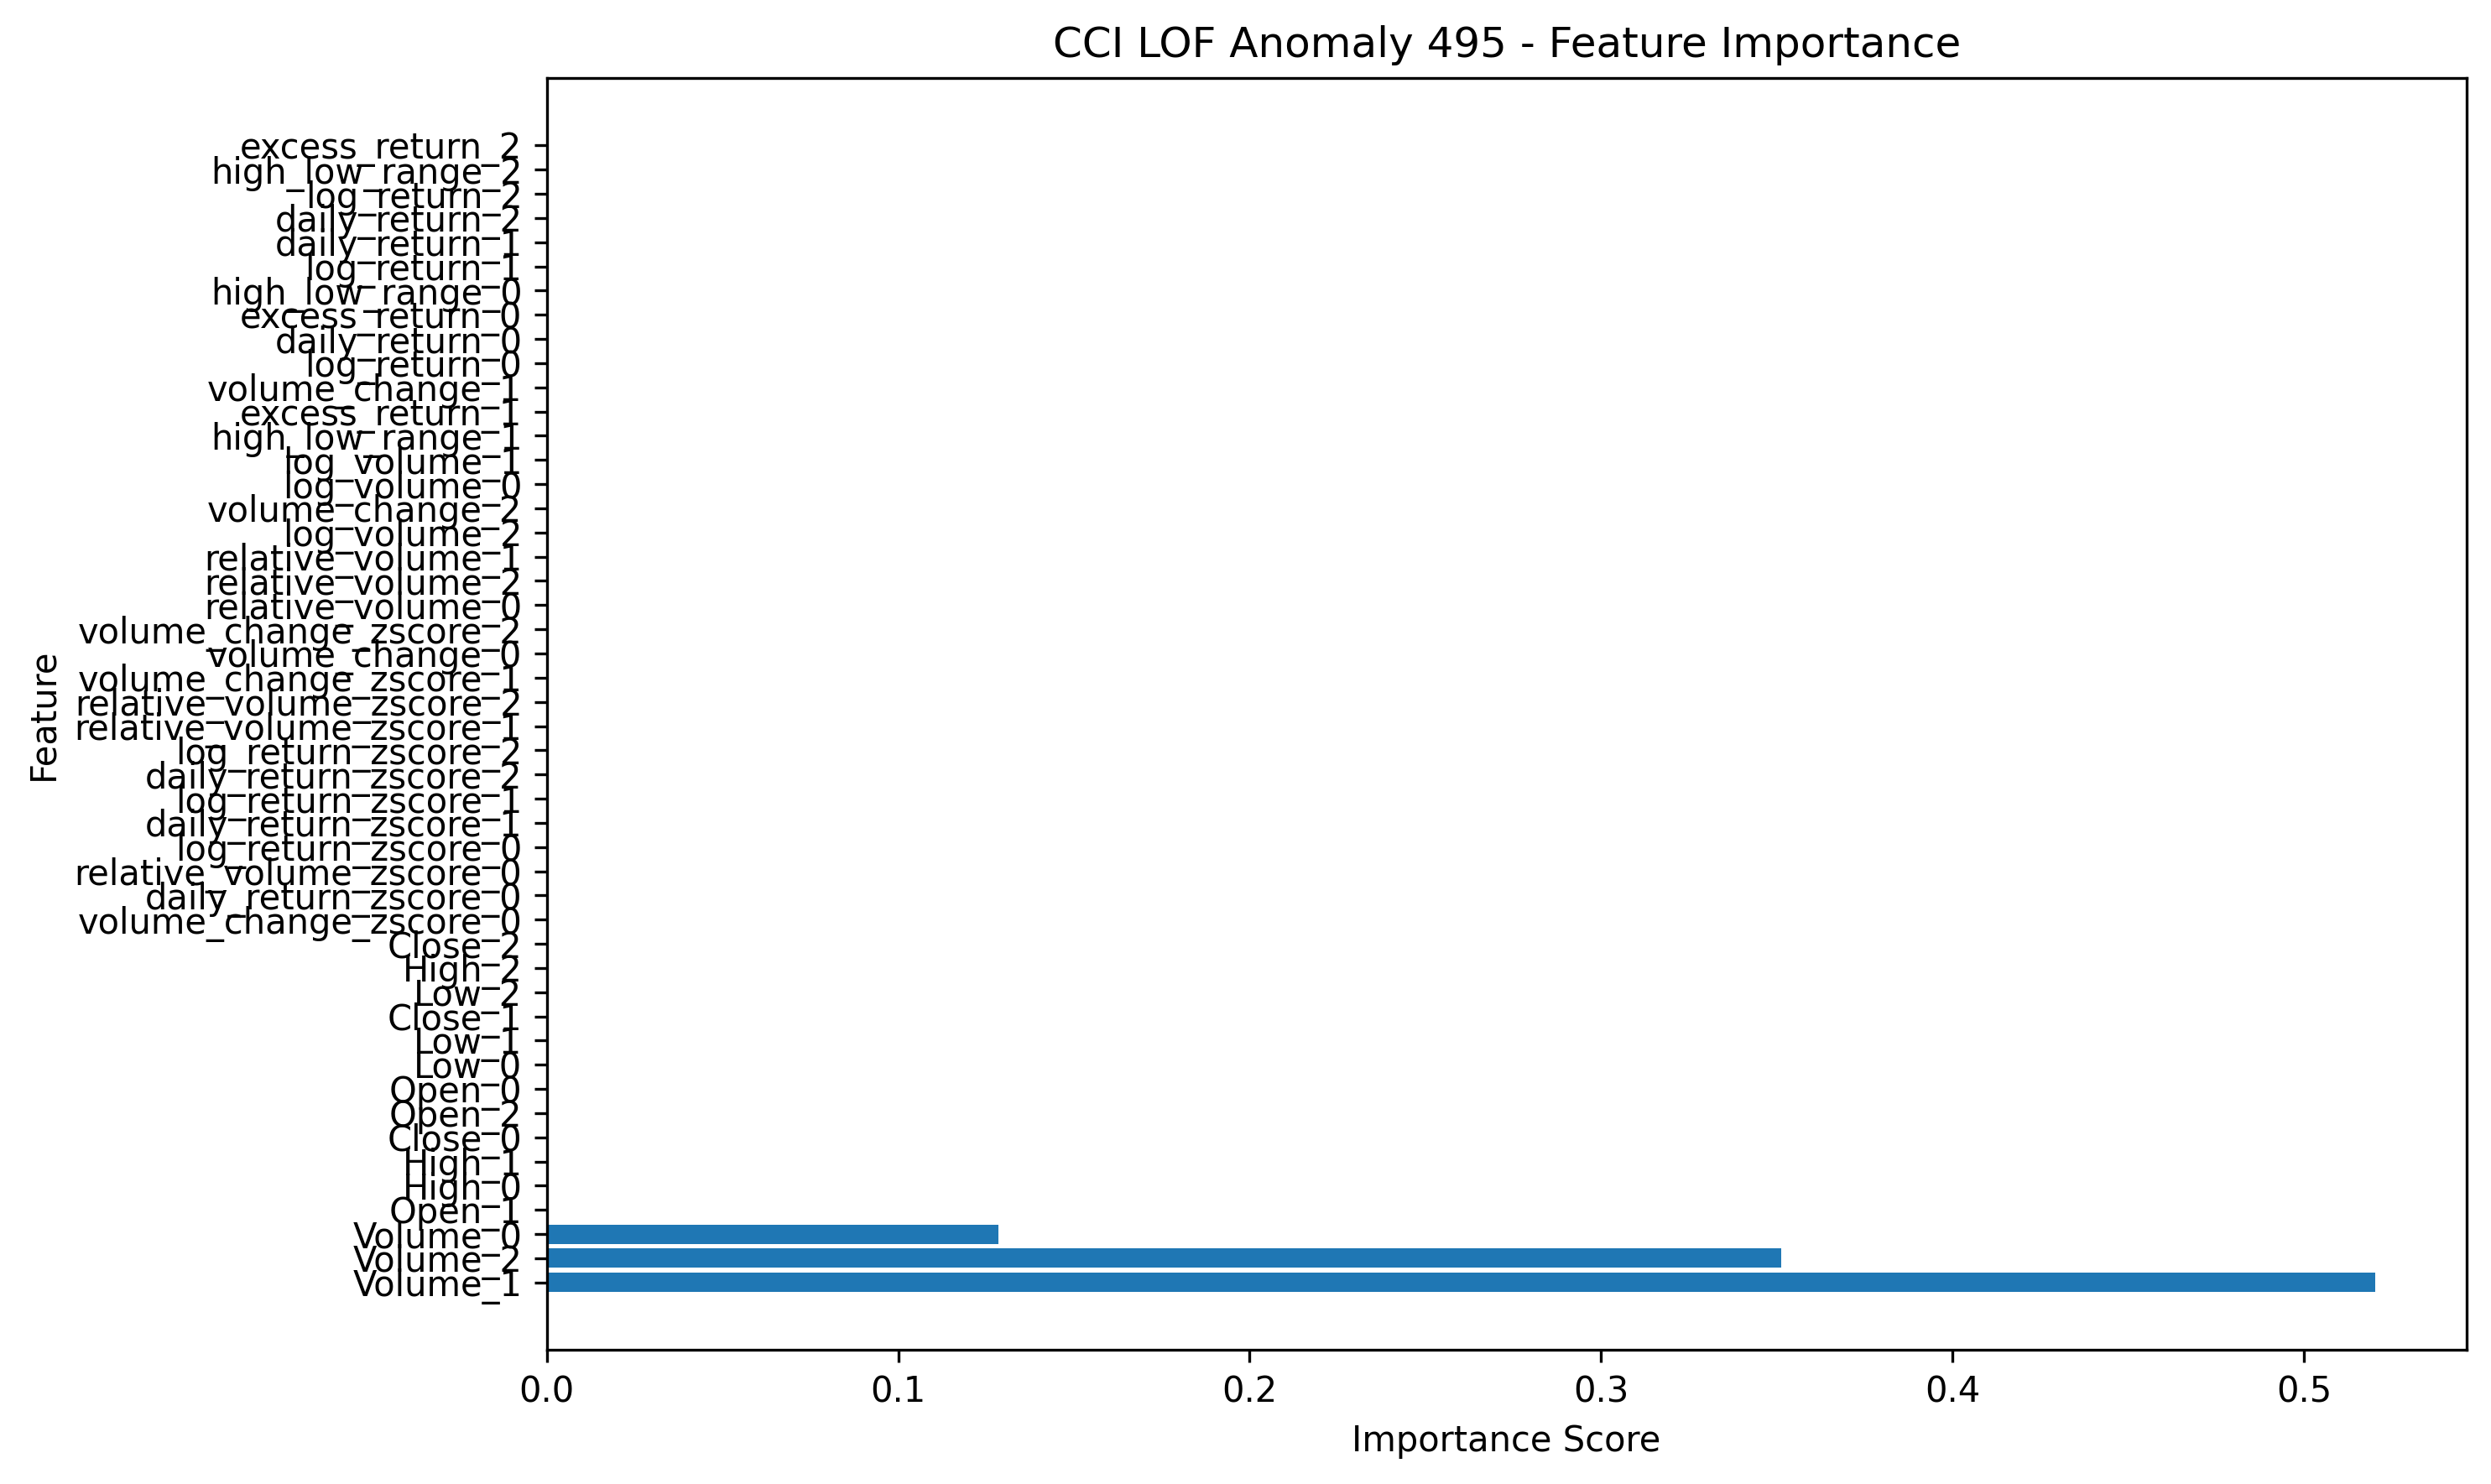 CCI LOF Anomaly 495 - Feature Importance
excess_return_2
high_low_range_2
log_return_2
daily_return_2
daily_return_1
log_return_1
high_low_range_0
excess_return_0
daily_return_0
log_return_0
volume_change_1
excess_return_1
high_low_range_1
log_volume_1
log_volume_0
volume_change_2
log_volume_2
relative_volume_1
relative_volume_2
relative_volume_0
volume_change_zscore_2
volume_change_0
volume_change_zscore_1
relative_volume_zscore_2
relative_volume_zscore_1
log_return_zscore_2
daily_return_zscore_2
log_return_zscore_1
daily_return_zscore_1
log_return_zscore_0
relative_volume_zscore_0
daily_return_zscore_0
volume_change_zscore_0
Close_2
High_2
Low_2
Close_1
Low_1
Low_0
Open_0
Open_2
Close_0
High_1
High_0
Open_1
Volume_0
Volume_2
Volume_1
Feature
0.0 0.1 0.2 0.3 0.4 0.5
Importance Score